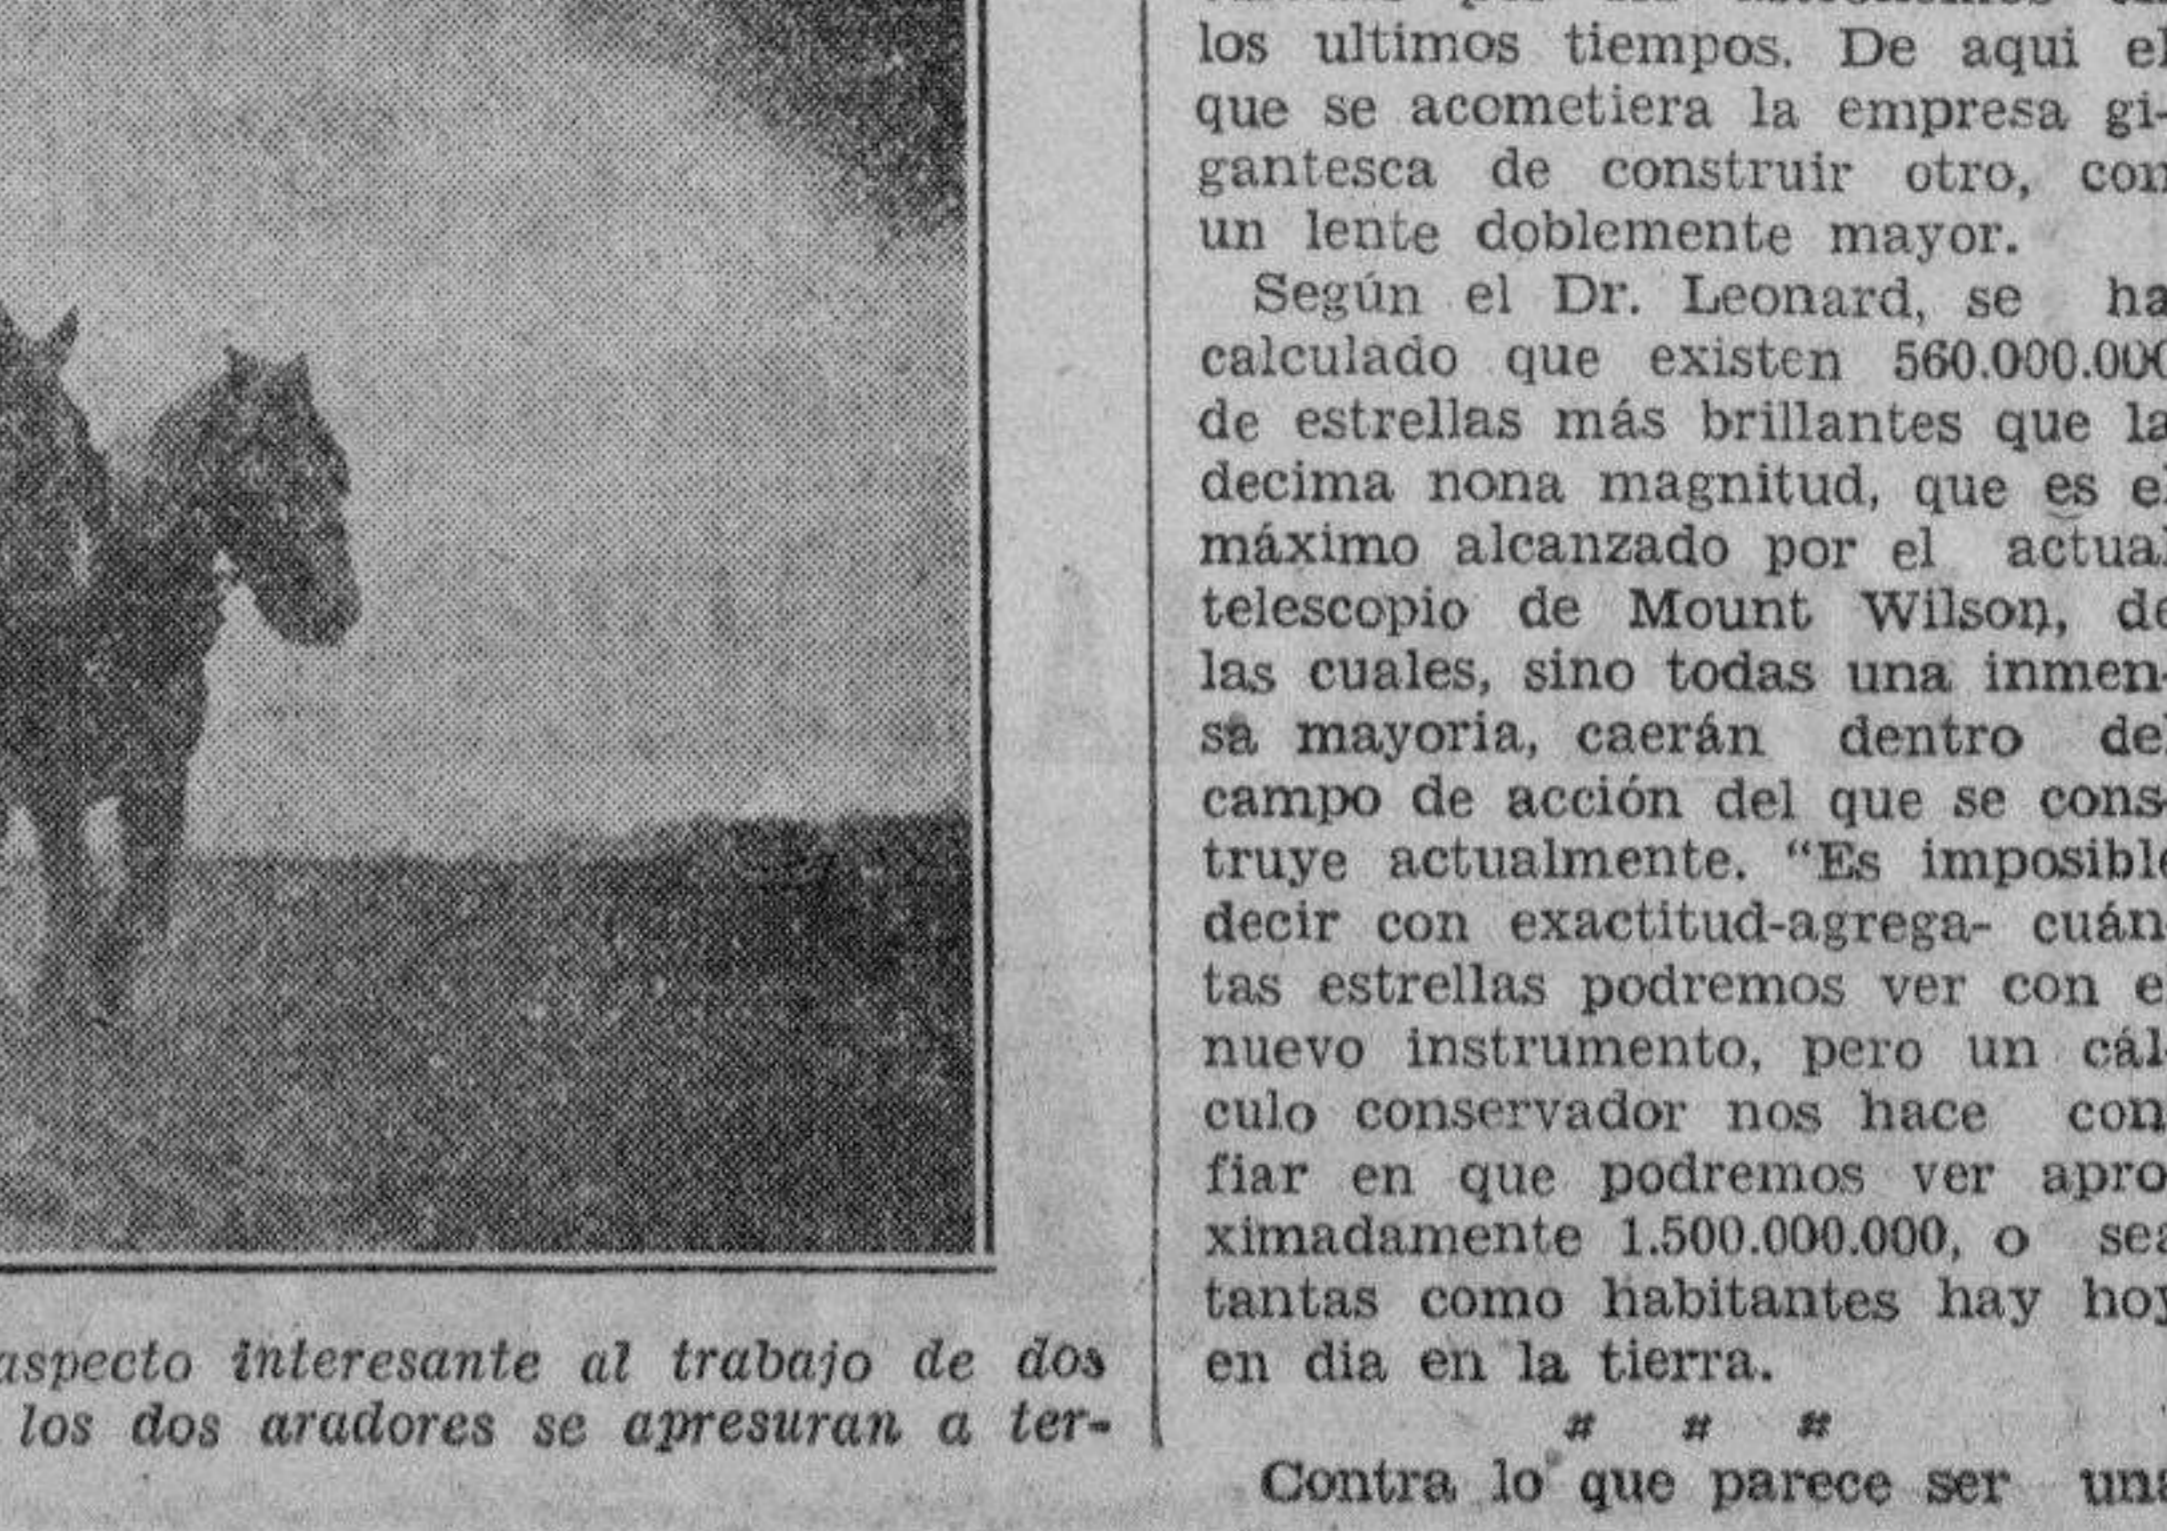 aspecto interesante al trabajo de dos
los dos aradores se apresuran a ter-
los ultimos tiempos. De aqui el
que se acometiera la empresa gi-
gantesca de construir otro, con
un lente doblemente mayor.
Según el Dr. Leonard, se ha
calculado que existen 560.000.000
de estrellas más brillantes que la
decima nona magnitud, que es el
máximo alcanzado por el actual
telescopio de Mount Wilson, de
las cuales, sino todas una inmen-
sa mayoria, caerán dentro del
campo de acción del que se cons-
truye actualmente. “Es imposible
decir con exactitud-agrega- cuán-
tas estrellas podremos ver con el
nuevo instrumento, pero un cál-
culo conservador nos hace con-
fiar en que podremos ver apro-
ximadamente 1.500.000.000, o sea
tantas como habitantes hay hoy
en dia en la tierra.
# # #
Contra lo que parece ser una